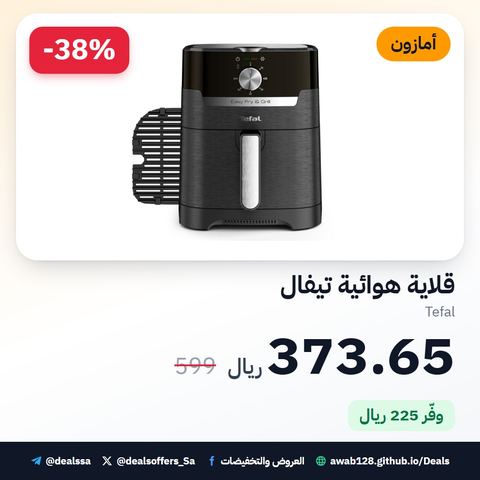 -38%
أمازون
Easy Fry & Grill
Tefal
قلاية هوائية تيفال
Tefal
373.65 ريال 599
وفّر 225 ريال
awab128.github.io/Deals العروض والتخفيضات @dealsoffers_Sa @dealssa